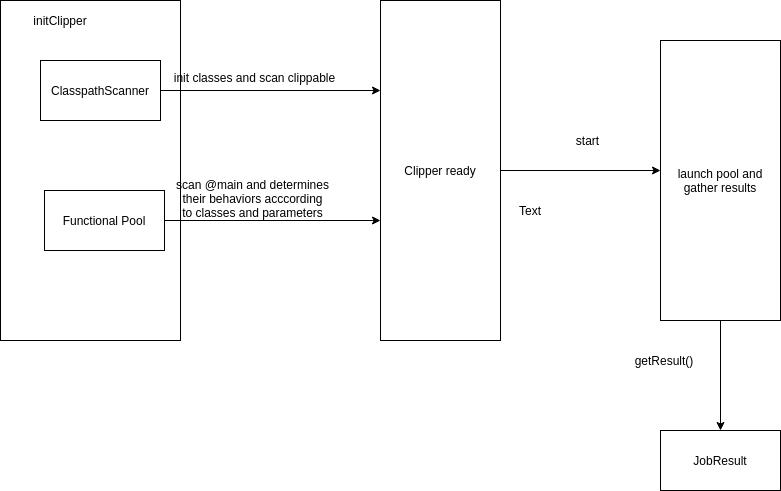 initClipper
ClasspathScanner
init classes and scan clippable
Functional Pool
scan @main and determines
their behaviors acccording
to classes and parameters
Clipper ready
start
Text
launch pool and
gather results
getResult()
JobResult